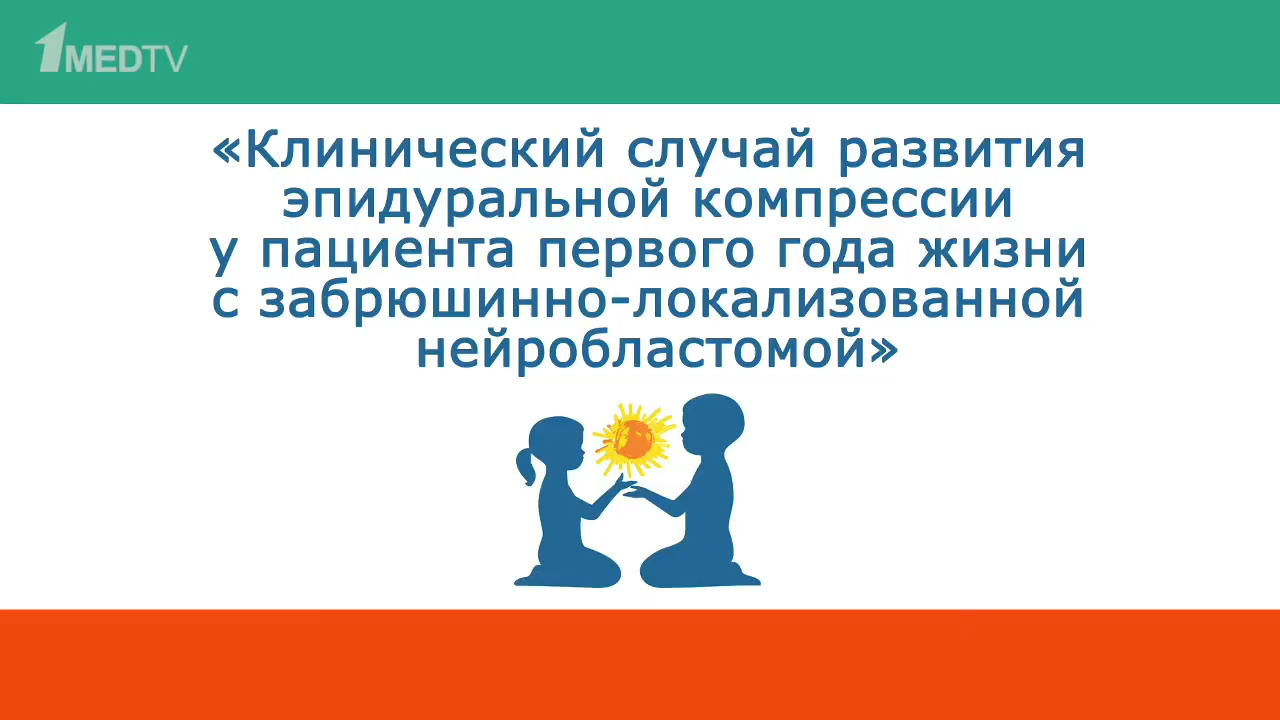 1MEDTV
«Клинический случай развития
эпидуральной компрессии
у пациента первого года жизни
с забрюшинно-локализованной
нейробластомой»